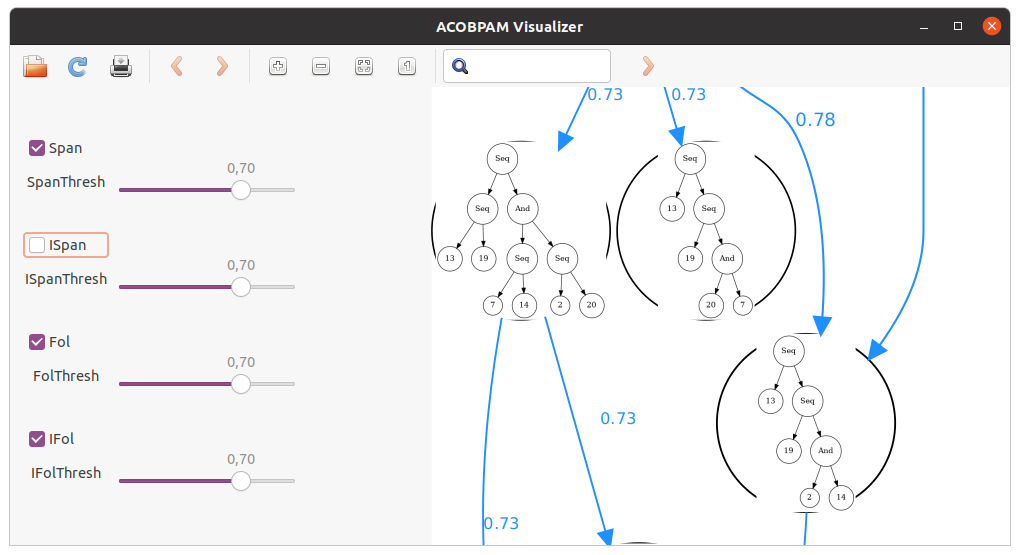 ACOBPAM Visualizer
Span
0,70
SpanThresh
ISpan
0,70
ISpanThresh
Fol
0,70
FolThresh
IFol
0,70
IFolThresh
0.73
0.73
0.78
Seq
Seq And
13 19 Seq Seq
7 14 2 20
Seq
13 Seq
19 And
20 7
Seq
13 Seq
19 And
2 14
0.73
0.73